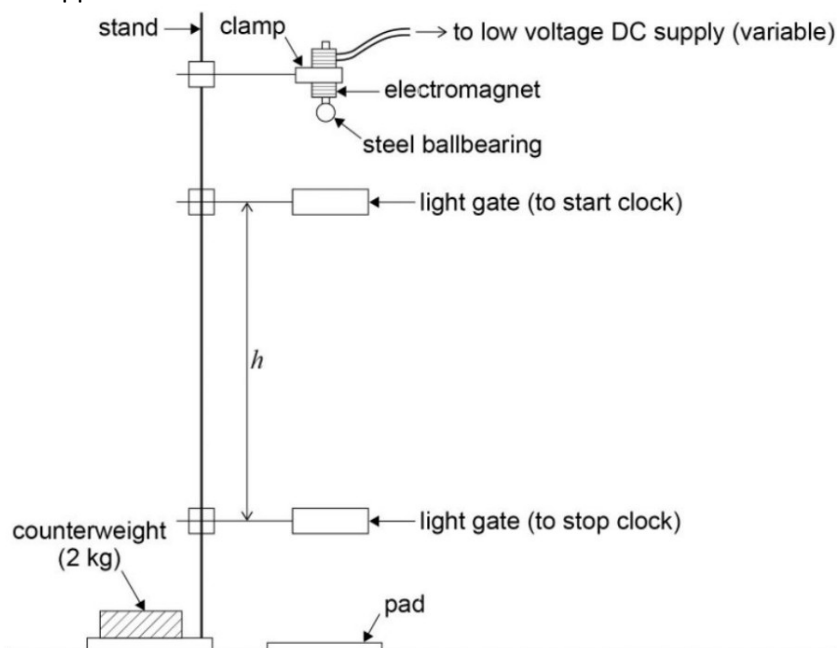 stand
clamp
to low voltage DC supply (variable)
electromagnet
steel ballbearing
light gate (to start clock)
h
light gate (to stop clock)
counterweight
(2 kg)
pad